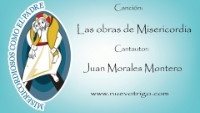 MISERICORDIOSOS COMO EL PADRE
Canción:
Las obras de Misericordia
Cantautor:
Juan Morales Montero
www.nuevotrigo.com